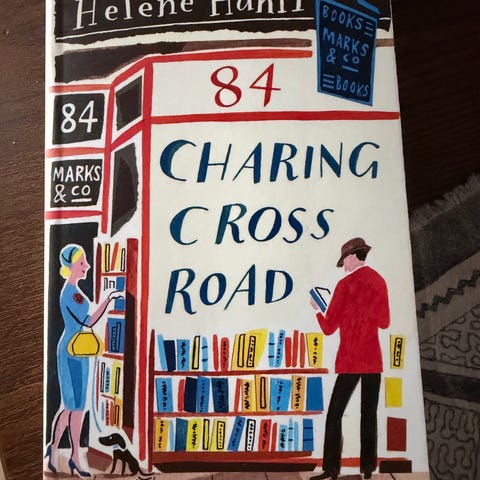 Helene Hanff
BOOKS
MARKS
& CO
BOOKS
84
CHARING
CROSS
ROAD
84
MARKS
& CO